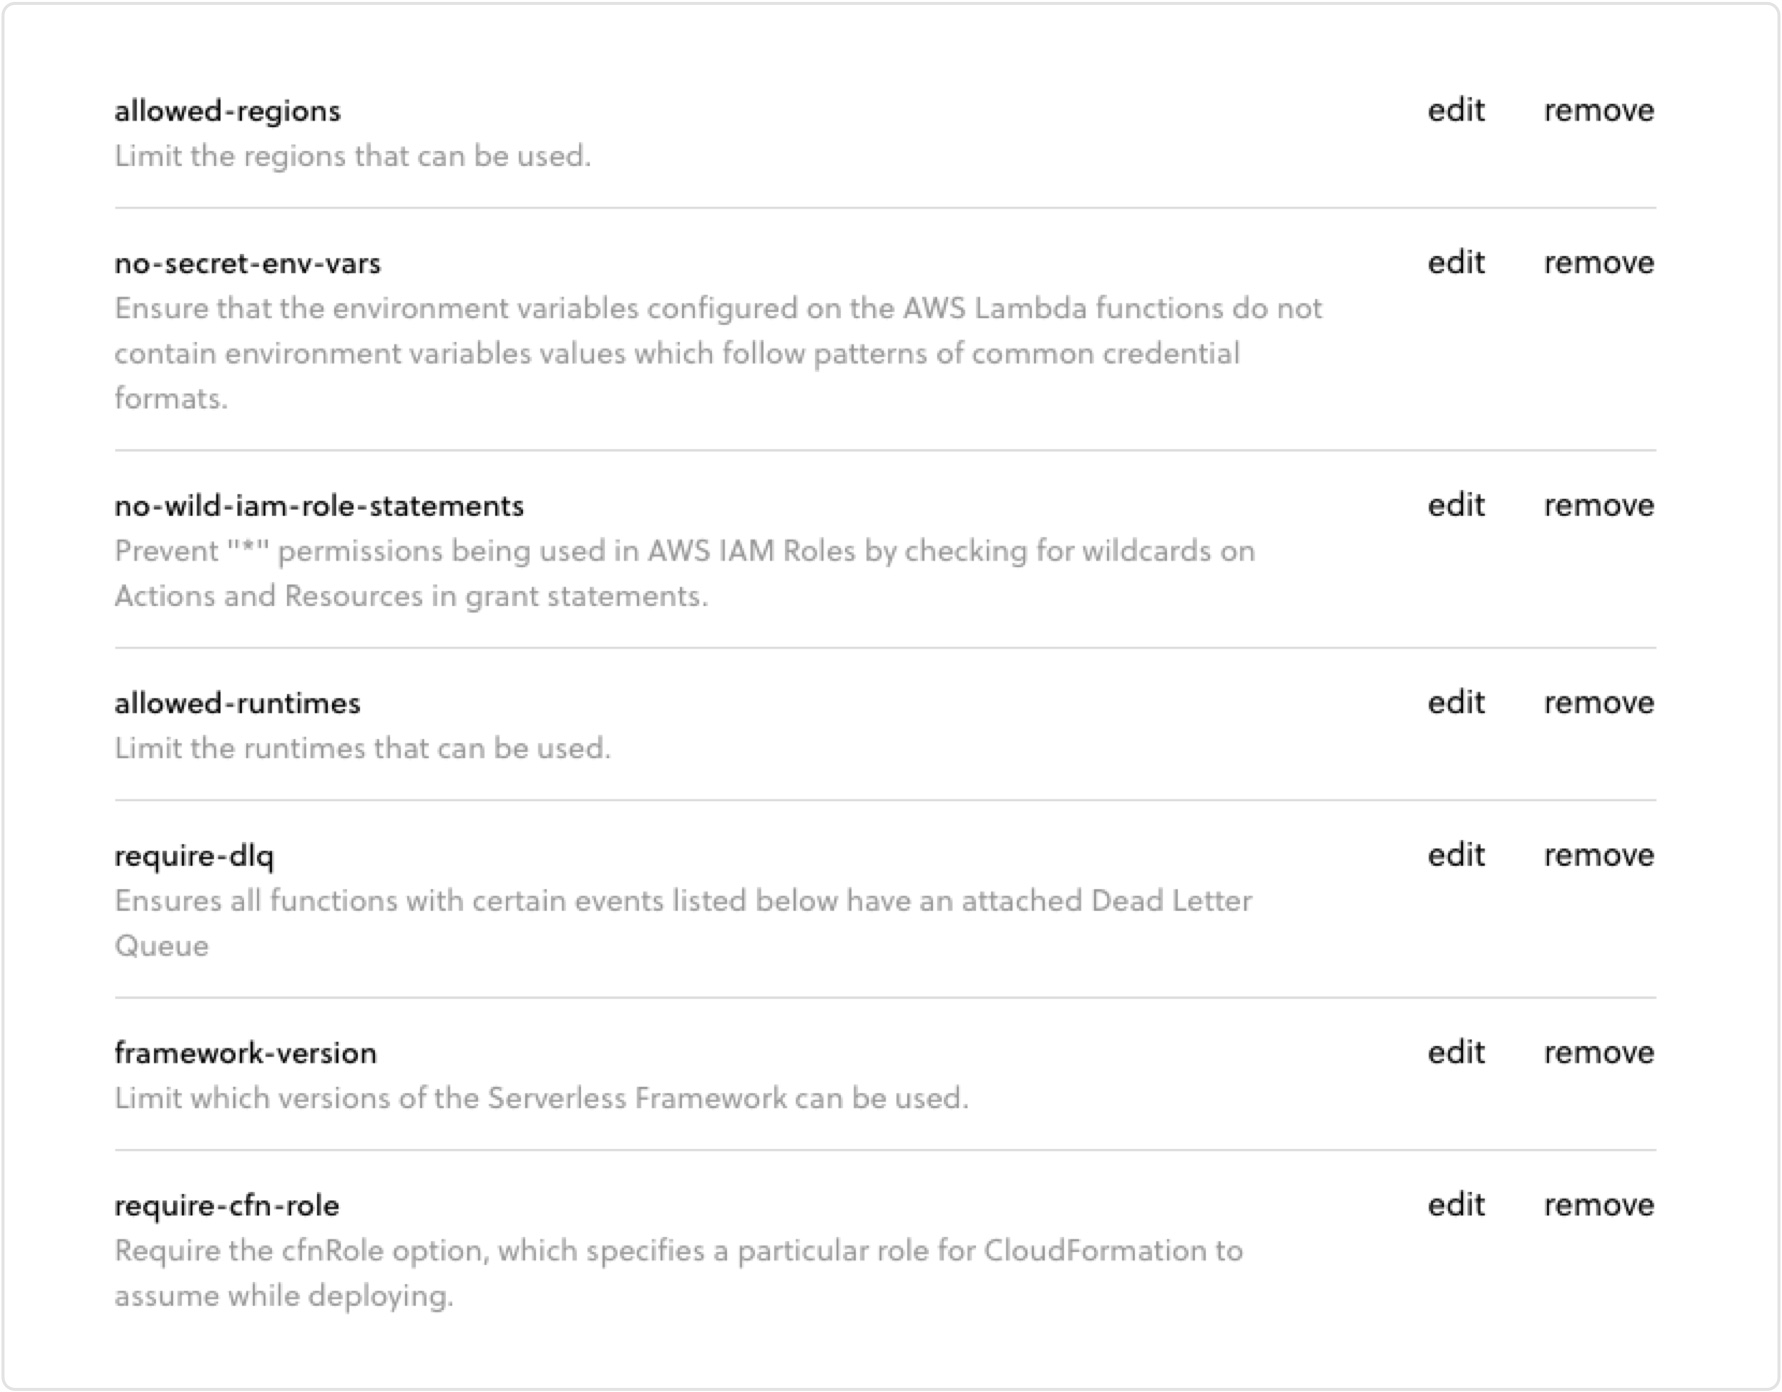 allowed-regions edit remove
Limit the regions that can be used.
no-secret-env-vars edit remove
Ensure that the environment variables configured on the AWS Lambda functions do not
contain environment variables values which follow patterns of common credential
formats.
no-wild-iam-role-statements edit remove
Prevent "*" permissions being used in AWS IAM Roles by checking for wildcards on
Actions and Resources in grant statements.
allowed-runtimes edit remove
Limit the runtimes that can be used.
require-dlq edit remove
Ensures all functions with certain events listed below have an attached Dead Letter
Queue
framework-version edit remove
Limit which versions of the Serverless Framework can be used.
require-cfn-role edit remove
Require the cfnRole option, which specifies a particular role for CloudFormation to
assume while deploying.